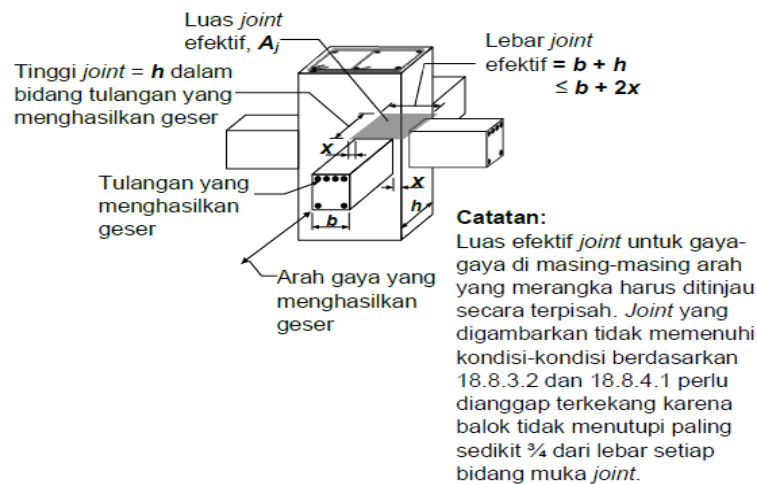 Luas joint
efektif, Aj
Lebar joint
efektif = b + h
≤ b + 2x
Tinggi joint = h dalam
bidang tulangan yang
menghasilkan geser
x
Tulangan yang
menghasilkan
geser
x
h
b
Arah gaya yang
menghasilkan
geser
Catatan:
Luas efektif joint untuk gaya-
gaya di masing-masing arah
yang merangka harus ditinjau
secara terpisah. Joint yang
digambarkan tidak memenuhi
kondisi-kondisi berdasarkan
18.8.3.2 dan 18.8.4.1 perlu
dianggap terkekang karena
balok tidak menutupi paling
sedikit ¾ dari lebar setiap
bidang muka joint.